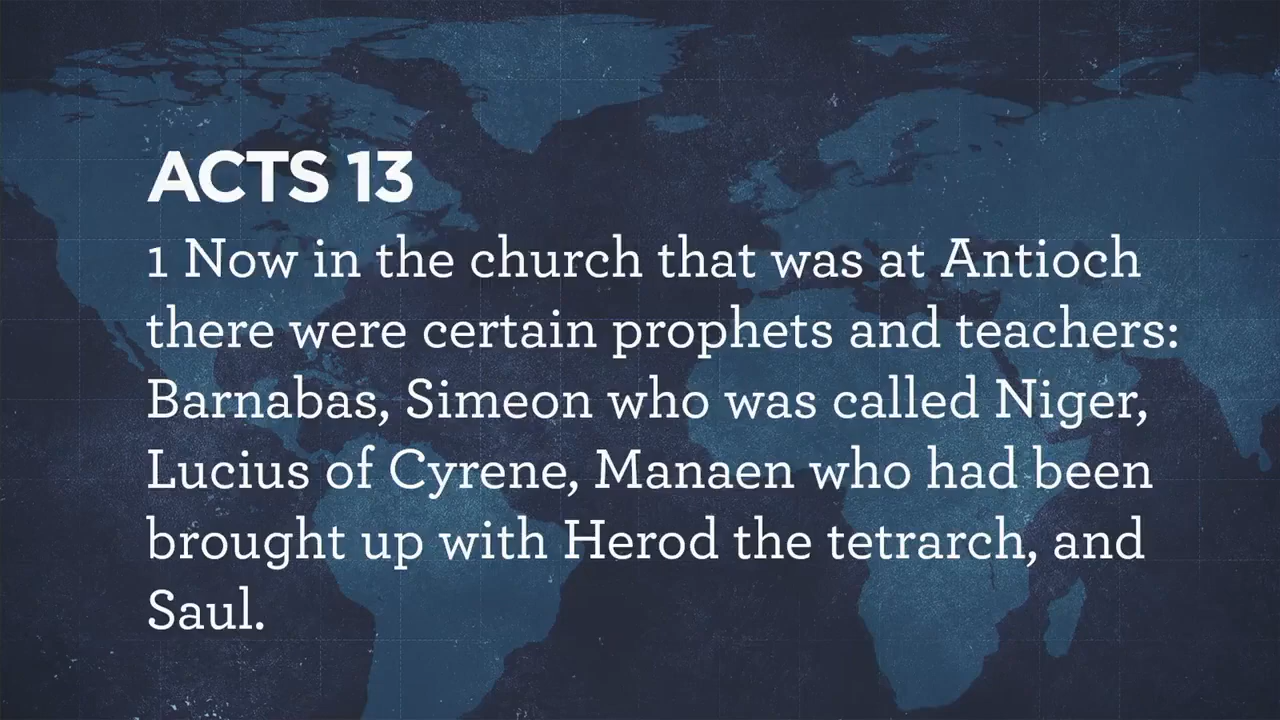 ACTS 13
1 Now in the church that was at Antioch
there were certain prophets and teachers:
Barnabas, Simeon who was called Niger,
Lucius of Cyrene, Manaen who had been
brought up with Herod the tetrarch, and
Saul.